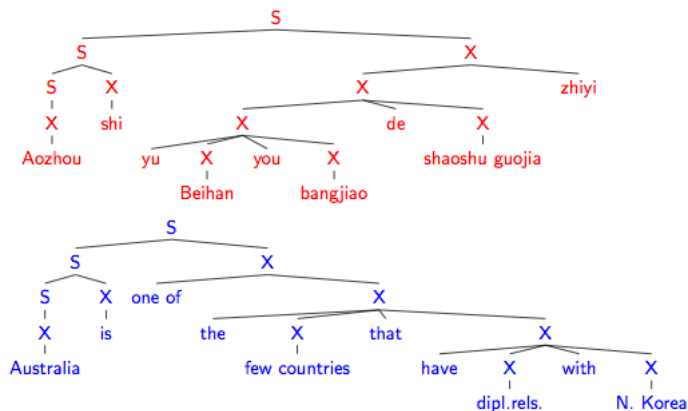 S
S X
S X X zhiyi
X shi X de X
Aozhou yu X you X shaoshu guojia
Beihan bangjiao
S
S X
S X one of X
X is the X that X
Australia few countries have X with X
dipl.rels. N. Korea